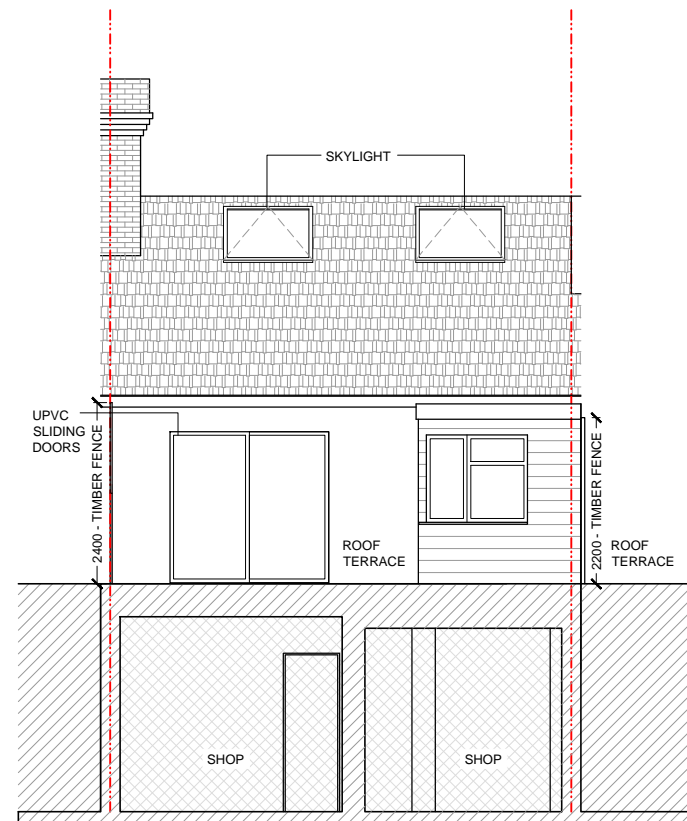 SKYLIGHT
UPVC
SLIDING
DOORS
2400 - TIMBER FENCE
ROOF
TERRACE
2200 - TIMBER FENCE
ROOF
TERRACE
SHOP
SHOP